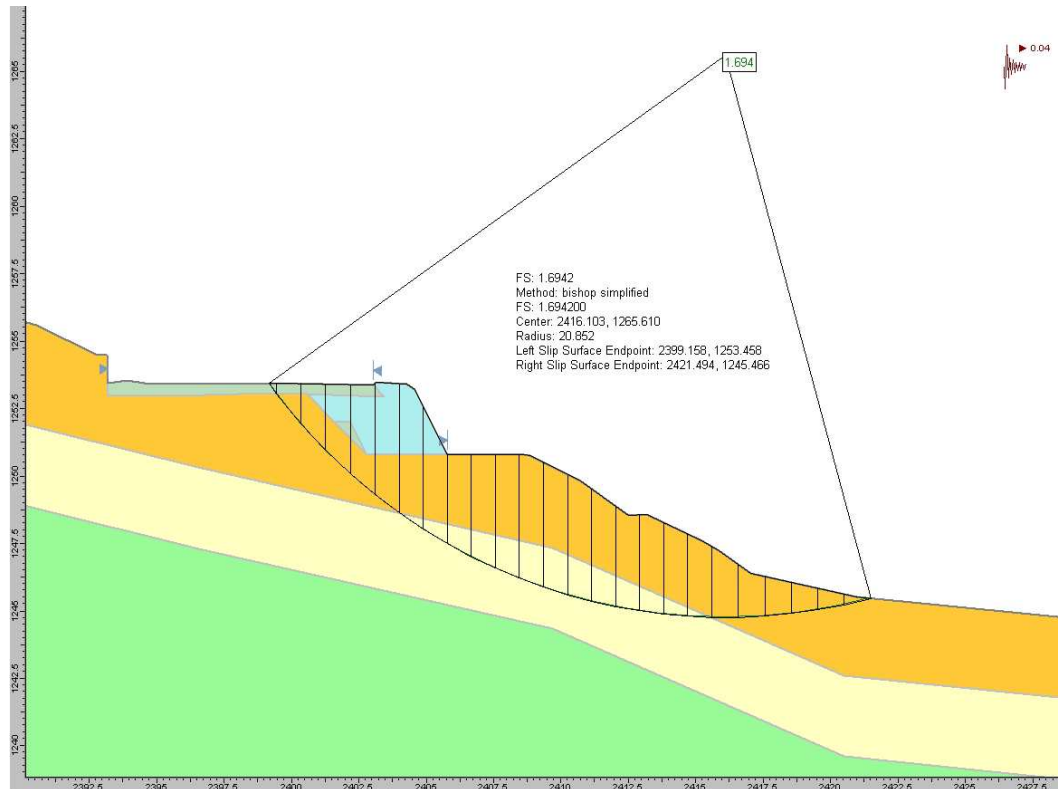 1.694
0.04
FS: 1.6942
Method: bishop simplified
FS: 1.694200
Center: 2416.103, 1265.610
Radius: 20.852
Left Slip Surface Endpoint: 2399.158, 1253.458
Right Slip Surface Endpoint: 2421.494, 1245.466
1265
1262.5
1260
1257.5
1255
1252.5
1250
1247.5
1245
1242.5
1240
2392.5 2395 2397.5 2400 2402.5 2405 2407.5 2410 2412.5 2415 2417.5 2420 2422.5 2425 2427.5